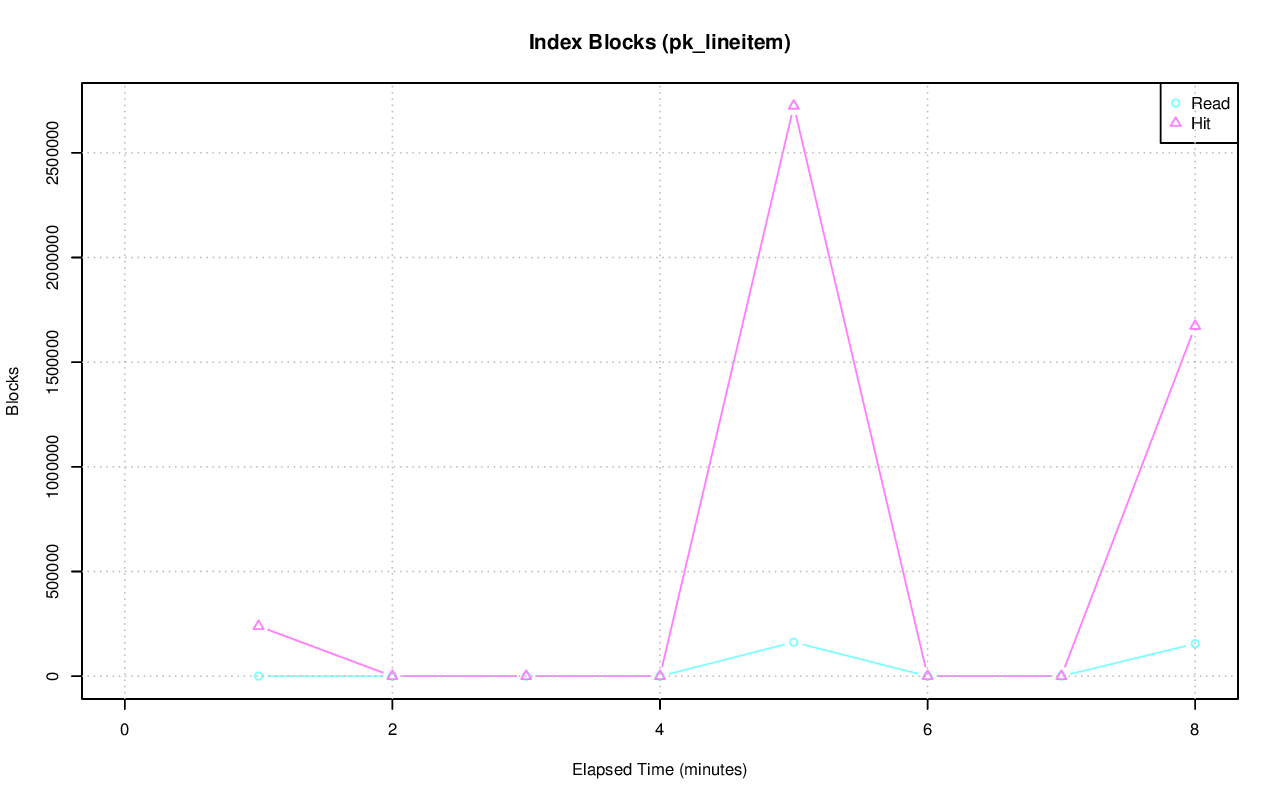 Index Blocks (pk_lineitem)
Read
Hit
Blocks
2500000
2000000
1500000
1000000
500000
0
0 2 4 6 8
Elapsed Time (minutes)